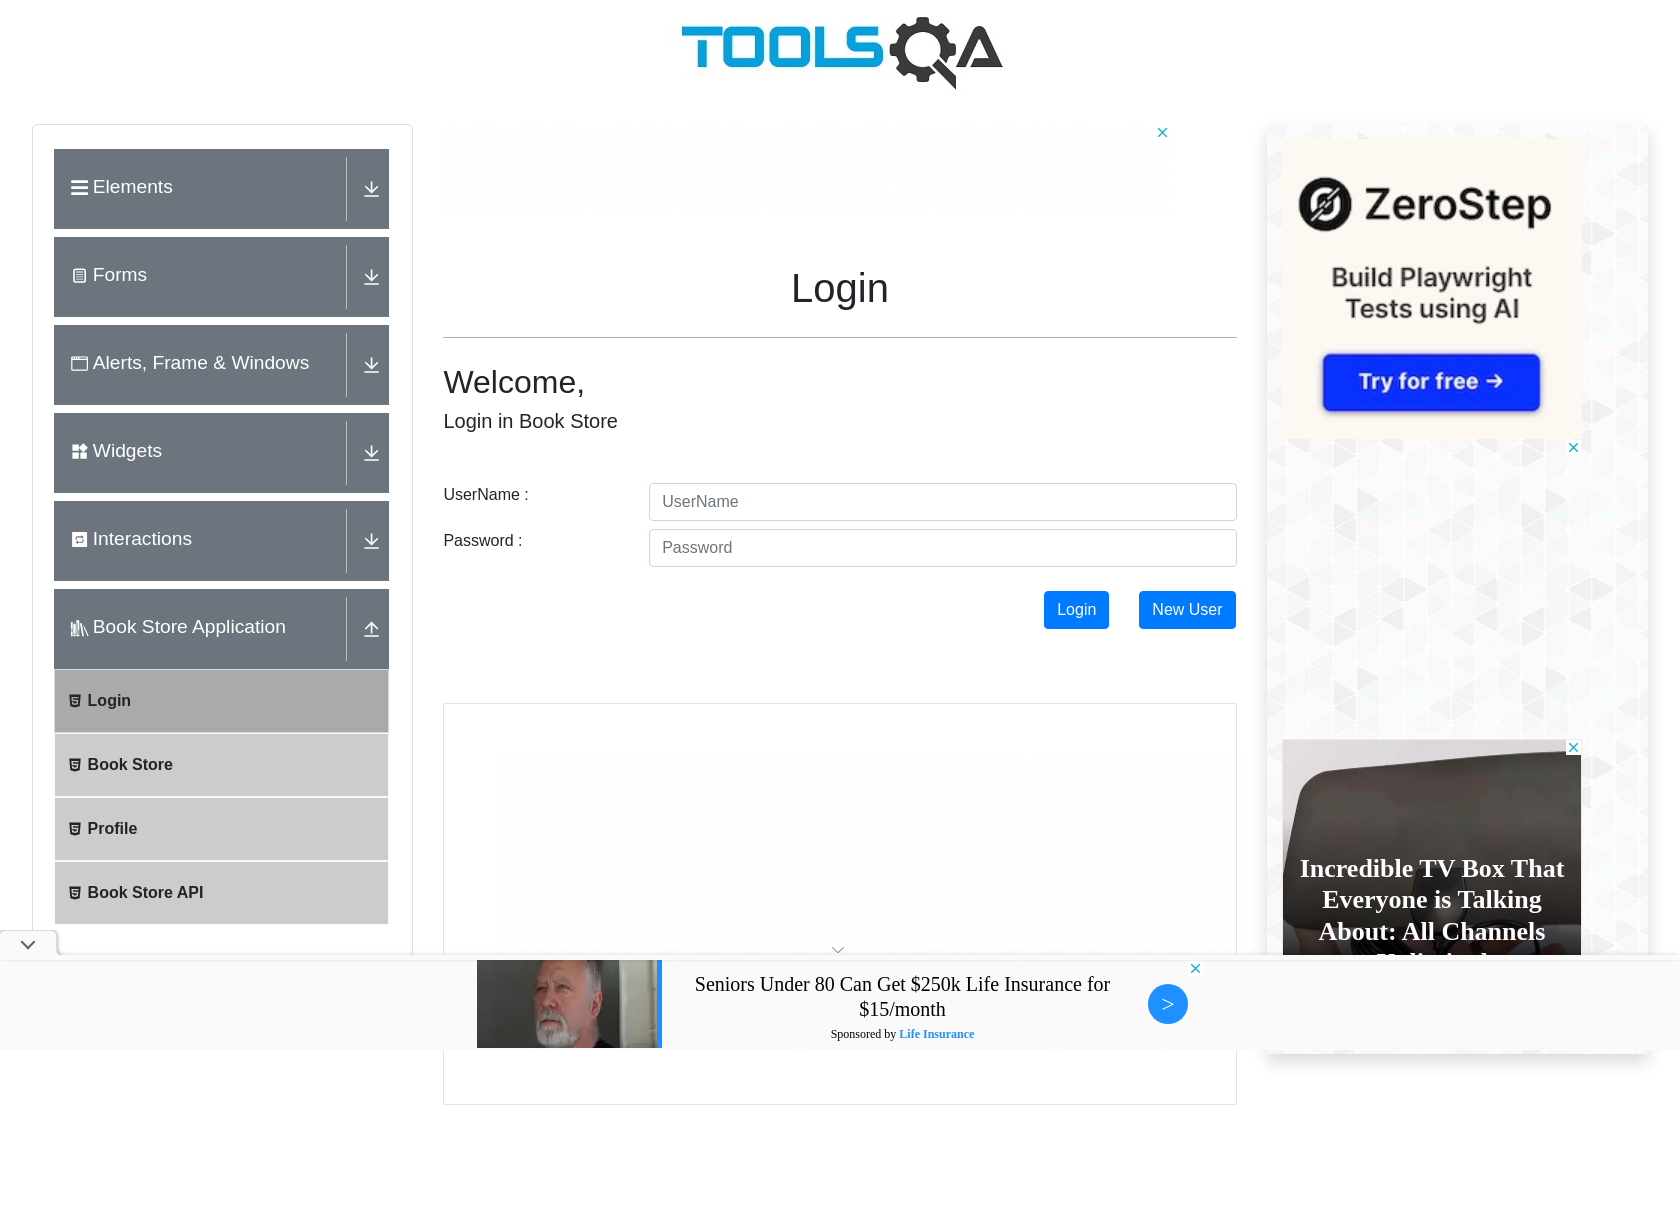 TOOLSQA
Elements
Forms
Alerts, Frame & Windows
Widgets
Interactions
Book Store Application
Login
Book Store
Profile
Book Store API
Login
Welcome,
Login in Book Store
UserName :
UserName
Password :
Password
Login
New User
ZeroStep
Build Playwright
Tests using AI
Try for free →
Incredible TV Box That
Everyone is Talking
About: All Channels
Seniors Under 80 Can Get $250k Life Insurance for
$15/month
Sponsored by Life Insurance
>